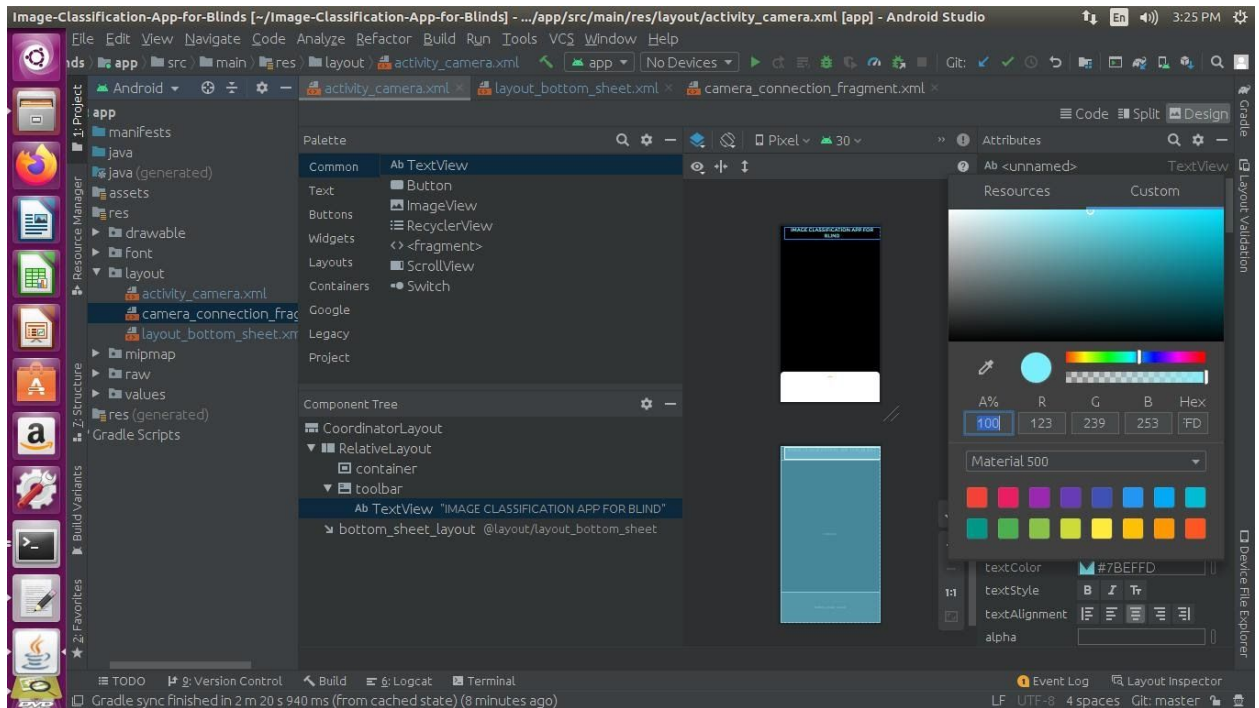 Image-Classification-App-for-Blinds [~/Image-Classification-App-for-Blinds] - .../app/src/main/res/layout/activity_camera.xml [app] - Android Studio
En
3:25 PM
File Edit View Navigate Code Analyze Refactor Build Run Tools VCS Window Help
nds app src main res layout activity_camera.xml app No Devices Git:
Android activity_camera.xml layout_bottom_sheet.xml camera_connection_fragment.xml
Code Split Design
1: Project
Resource Manager
Z: Structure
Build Variants
2: Favorites
app
manifests
java
java (generated)
assets
res
drawable
font
layout
activity_camera.xml
camera_connection_frag
layout_bottom_sheet.xm
mipmap
raw
values
res (generated)
Gradle Scripts
Palette
Common
Text
Buttons
Widgets
Layouts
Containers
Google
Legacy
Project
Ab TextView
Button
ImageView
RecyclerView
<> <fragment>
ScrollView
Switch
Component Tree
CoordinatorLayout
RelativeLayout
container
toolbar
Ab TextView "IMAGE CLASSIFICATION APP FOR BLIND"
bottom_sheet_layout @layout/layout_bottom_sheet
Pixel 30
IMAGE CLASSIFICATION APP FOR
BLIND
1:1
Attributes
Ab <unnamed> TextView
Resources Custom
A% R G B Hex
100 123 239 253 FD
Material 500
textColor #7BEFFD
textStyle B I Tr
textAlignment
alpha
Gradle
Layout Validation
Device File Explorer
TODO 9: Version Control Build 6: Logcat Terminal Event Log Layout Inspector
Gradle sync finished in 2 m 20 s 940 ms (from cached state) (8 minutes ago) LF UTF-8 4 spaces Git: master